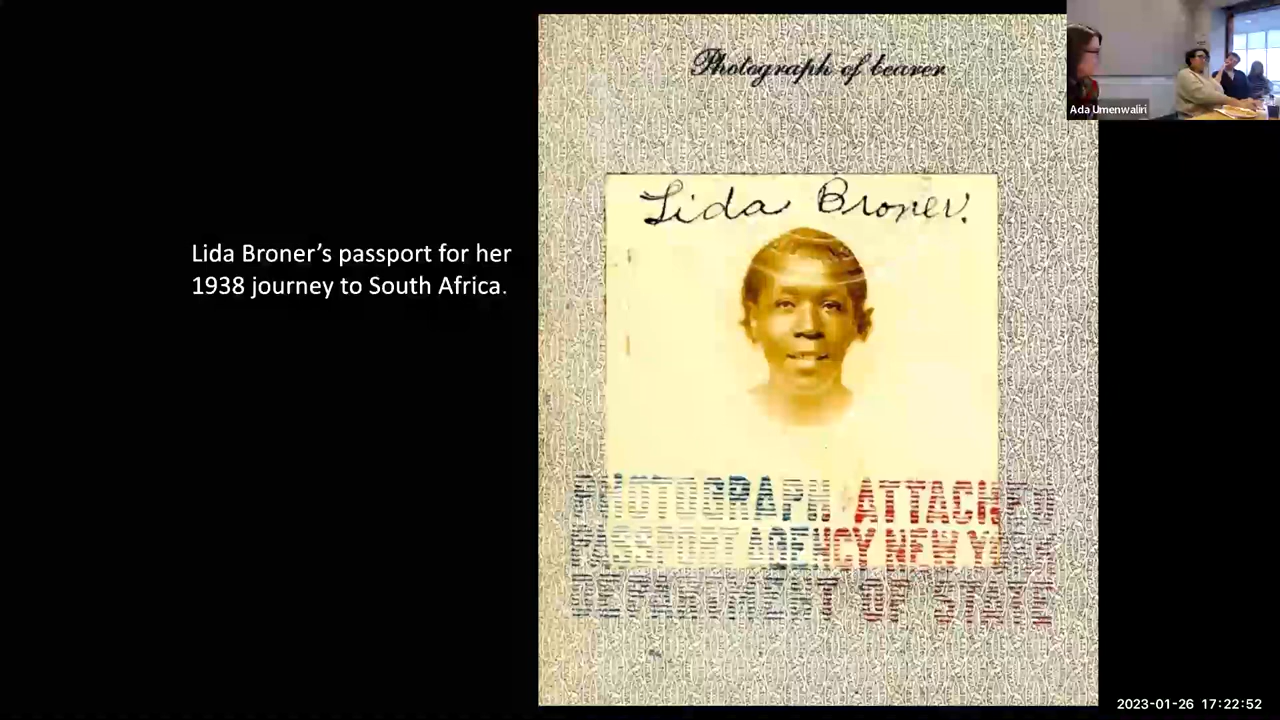 Photograph of bearer
Ada Umenwaliri
Lida Broner.
Lida Broner’s passport for her
1938 journey to South Africa.
PHOTOGRAPH ATTACHED
PASSPORT AGENCY NEW YORK
DEPARTMENT OF STATE
2023-01-26 17:22:52